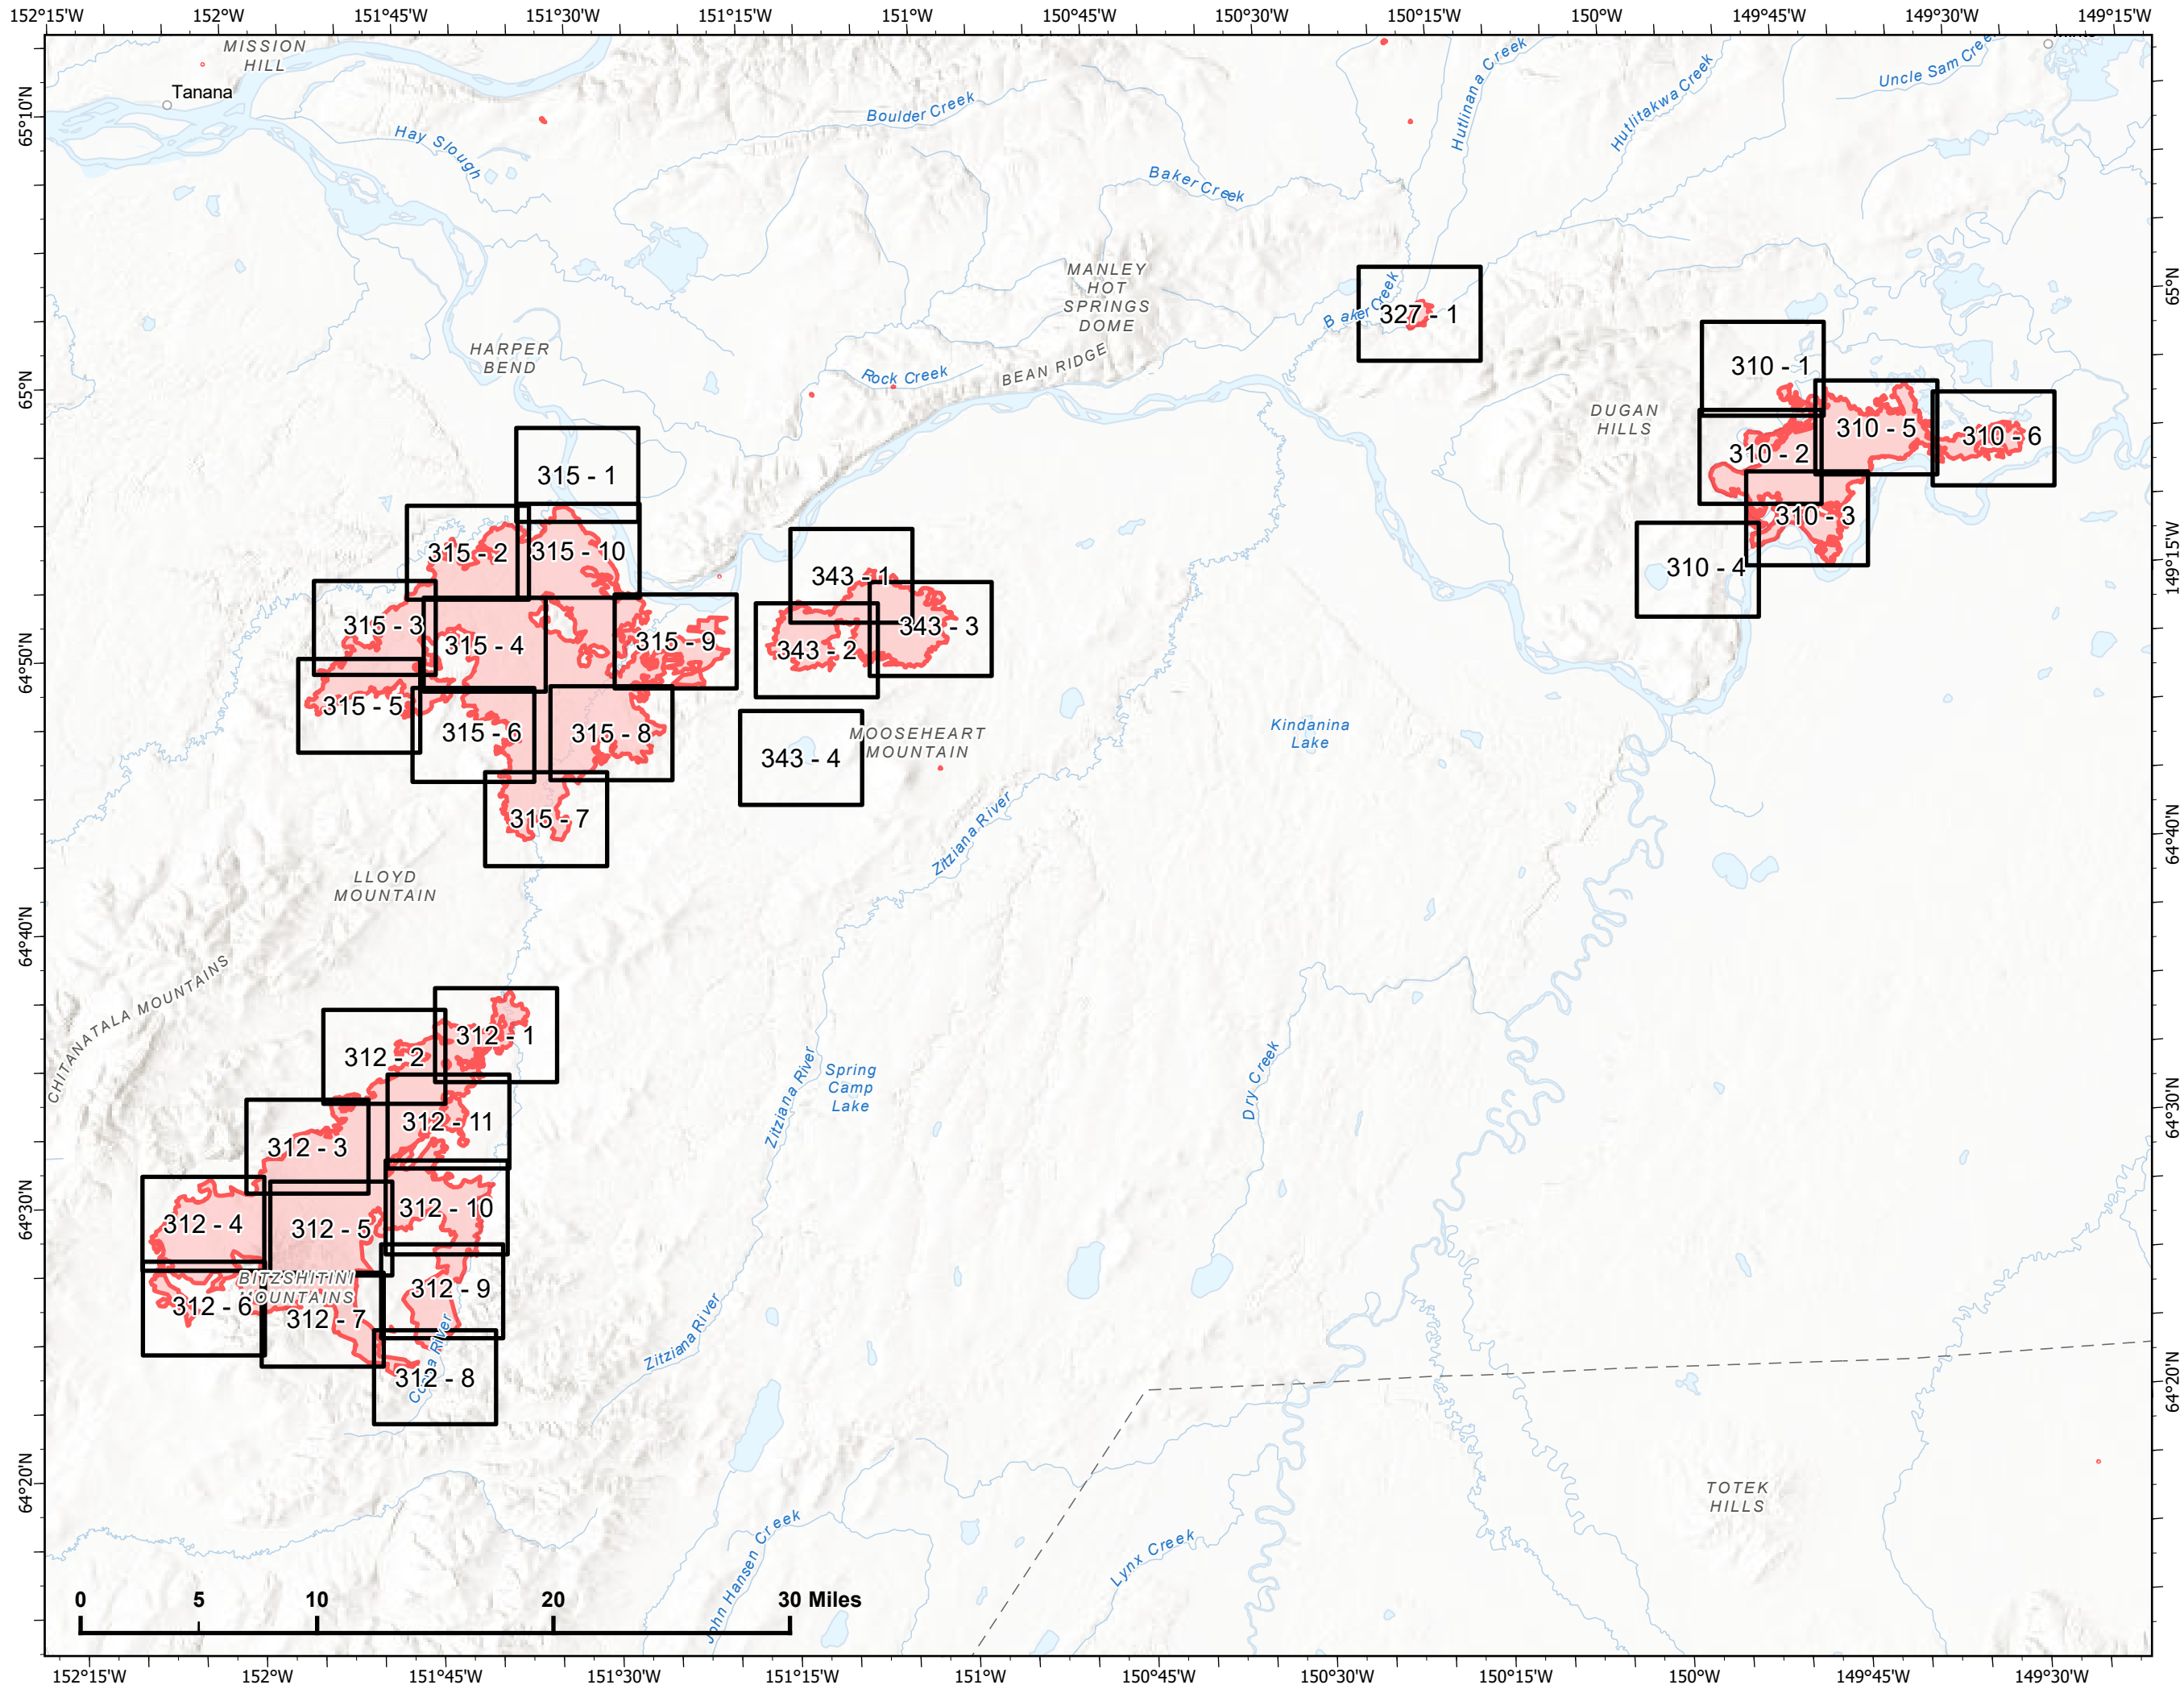 152°15'W 152°W 151°45'W 151°30'W 151°15'W 151°W 150°45'W 150°30'W 150°15'W 150°W 149°45'W 149°30'W 149°15'W
MISSION
HILL
Tanana
Hay Slough
Boulder Creek
Baker Creek
Hutlinana Creek
Hutlitakwa Creek
Uncle Sam Cree
65°10'N
65°5'N
MANLEY
HOT
SPRINGS
DOME
HARPER
BEND
Rock Creek
BEAN RIDGE
Baker Creek
327 - 1
DUGAN
HILLS
310 - 1
310 - 5
310 - 6
310 - 2
310 - 3
310 - 4
65°N
149°15'W
315 - 1
315 - 2
315 - 10
315 - 3
315 - 4
315 - 9
315 - 5
315 - 6
315 - 8
315 - 7
343 - 1
343 - 3
343 - 2
343 - 4
MOOSEHEART
MOUNTAIN
Kindanina
Lake
64°50'N
64°40'N
Zitziana River
LLOYD
MOUNTAIN
64°40'N
CHITANATALA MOUNTAINS
312 - 1
312 - 2
312 - 11
312 - 3
312 - 10
312 - 4
312 - 5
BITZSHITINI
MOUNTAINS
312 - 9
312 - 6
312 - 7
312 - 8
Zitziana River
Spring
Camp
Lake
Dry Creek
64°30'N
64°30'N
Zitziana River
64°20'N
64°20'N
TOTEK
HILLS
John Hansen Creek
Lynx Creek
0 5 10 20 30 Miles
152°15'W 152°W 151°45'W 151°30'W 151°15'W 151°W 150°45'W 150°30'W 150°15'W 150°W 149°45'W 149°30'W